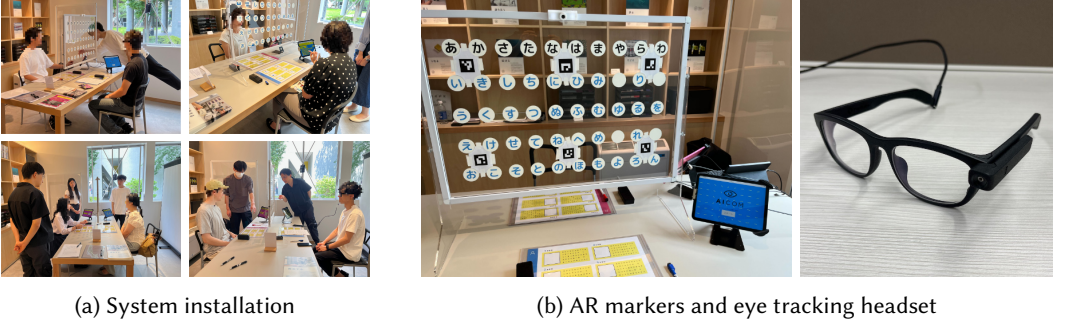 あ か さ た な は ま や ら わ
い き し ち に ひ み り
う く す つ ぬ ふ む ゆ る を
え け せ て ね へ め れ
お こ そ と の ほ も よ ろ ん
AICOM
(a) System installation
(b) AR markers and eye tracking headset